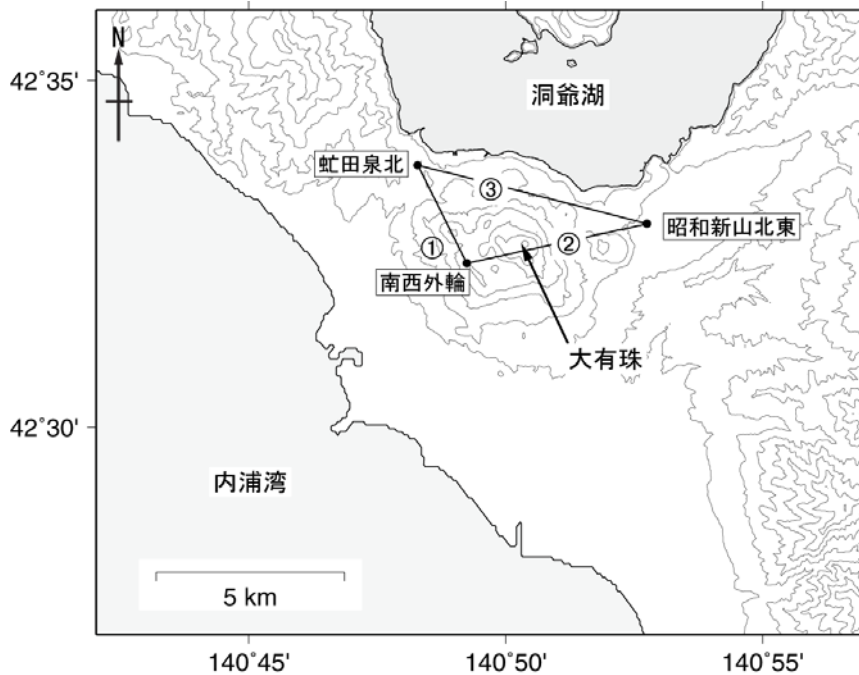 N
42°35'
洞爺湖
虻田泉北
③
昭和新山北東
①
②
南西外輪
大有珠
42°30'
内浦湾
5 km
140°45'
140°50'
140°55'